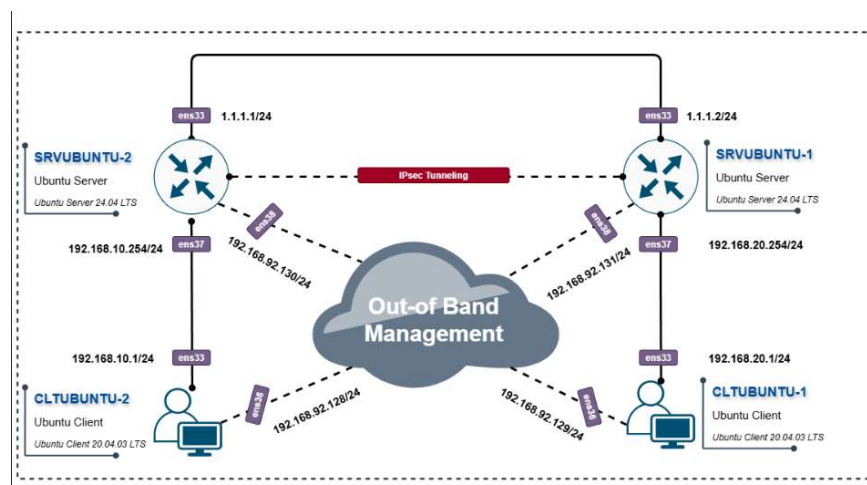 ens33
1.1.1.1/24
1.1.1.2/24
ens33
SRVUBUNTU-2
Ubuntu Server
Ubuntu Server 24.04 LTS
IPsec Tunneling
SRVUBUNTU-1
Ubuntu Server
Ubuntu Server 24.04 LTS
192.168.10.254/24
ens37
ens38
192.168.92.130/24
ens38
192.168.92.131/24
ens37
192.168.20.254/24
Out-of Band
Management
192.168.10.1/24
ens33
ens33
192.168.20.1/24
CLTUBUNTU-2
Ubuntu Client
Ubuntu Client 20.04.03 LTS
ens36
192.168.92.128/24
192.168.92.129/24
ens36
CLTUBUNTU-1
Ubuntu Client
Ubuntu Client 20.04.03 LTS